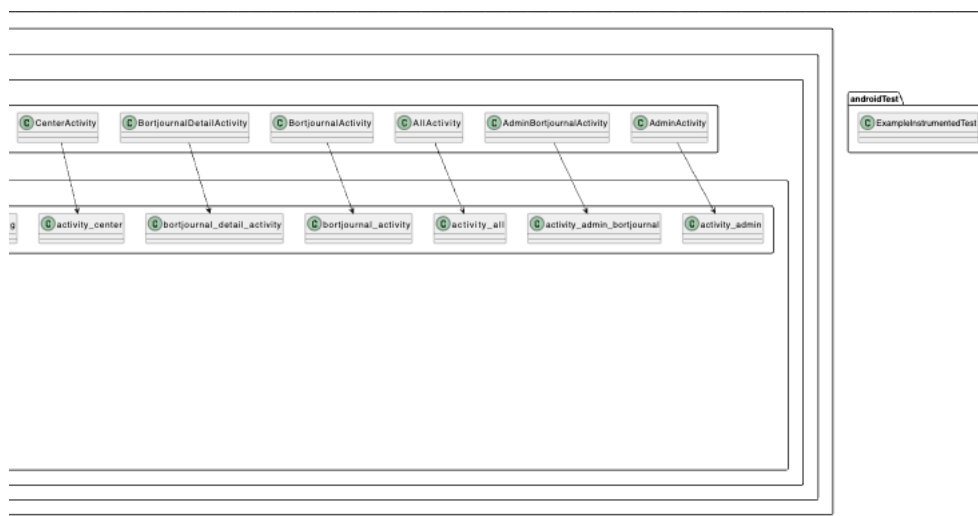 androidTest
C CenterActivity
C BortjournalDetailActivity
C BortjournalActivity
C AllActivity
C AdminBortjournalActivity
C AdminActivity
C ExampleInstrumentedTest
g
C activity_center
C bortjournal_detail_activity
C bortjournal_activity
C activity_all
C activity_admin_bortjournal
C activity_admin